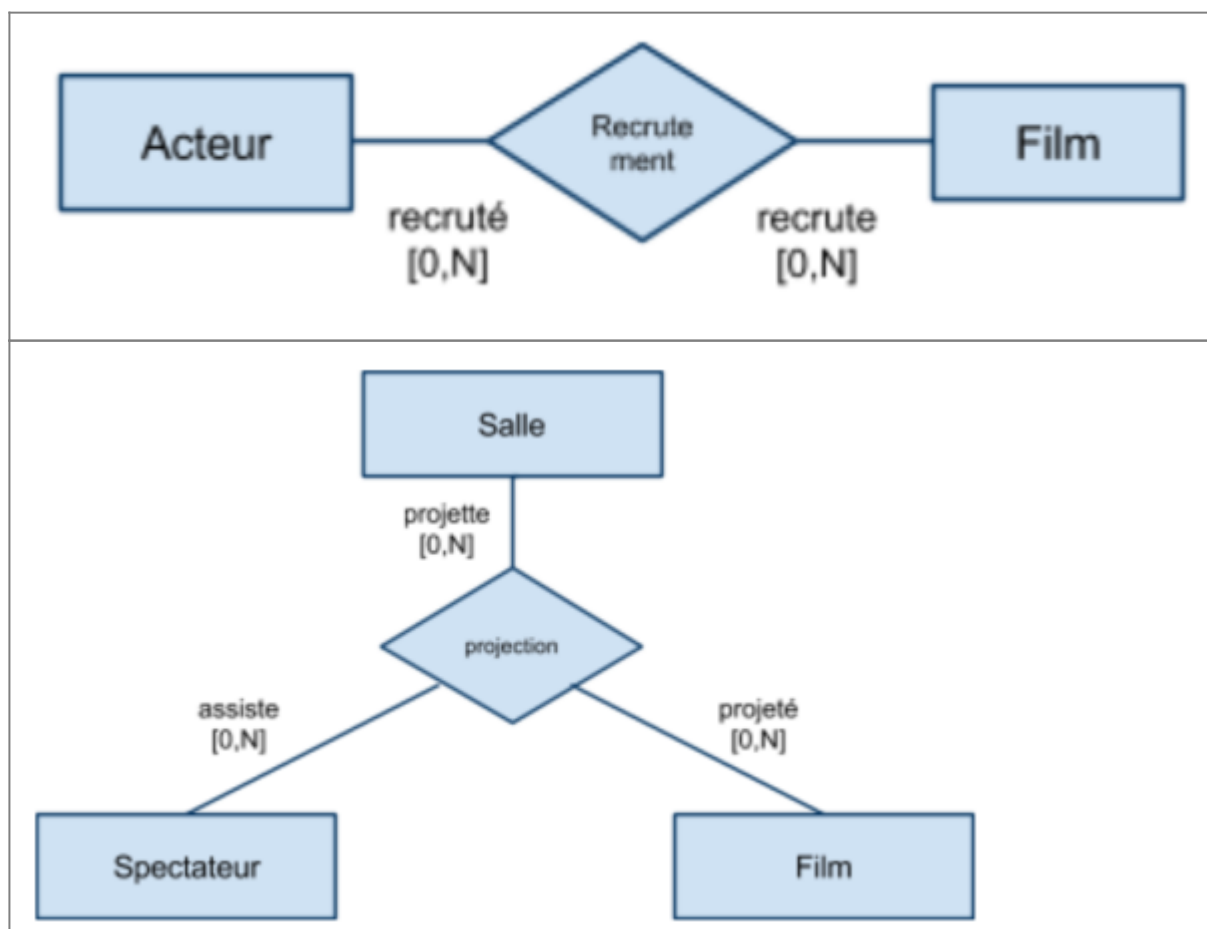 Acteur
Recrute
ment
Film
recruté
[0,N]
recrute
[0,N]
Salle
projette
[0,N]
projection
assiste
[0,N]
projeté
[0,N]
Spectateur
Film